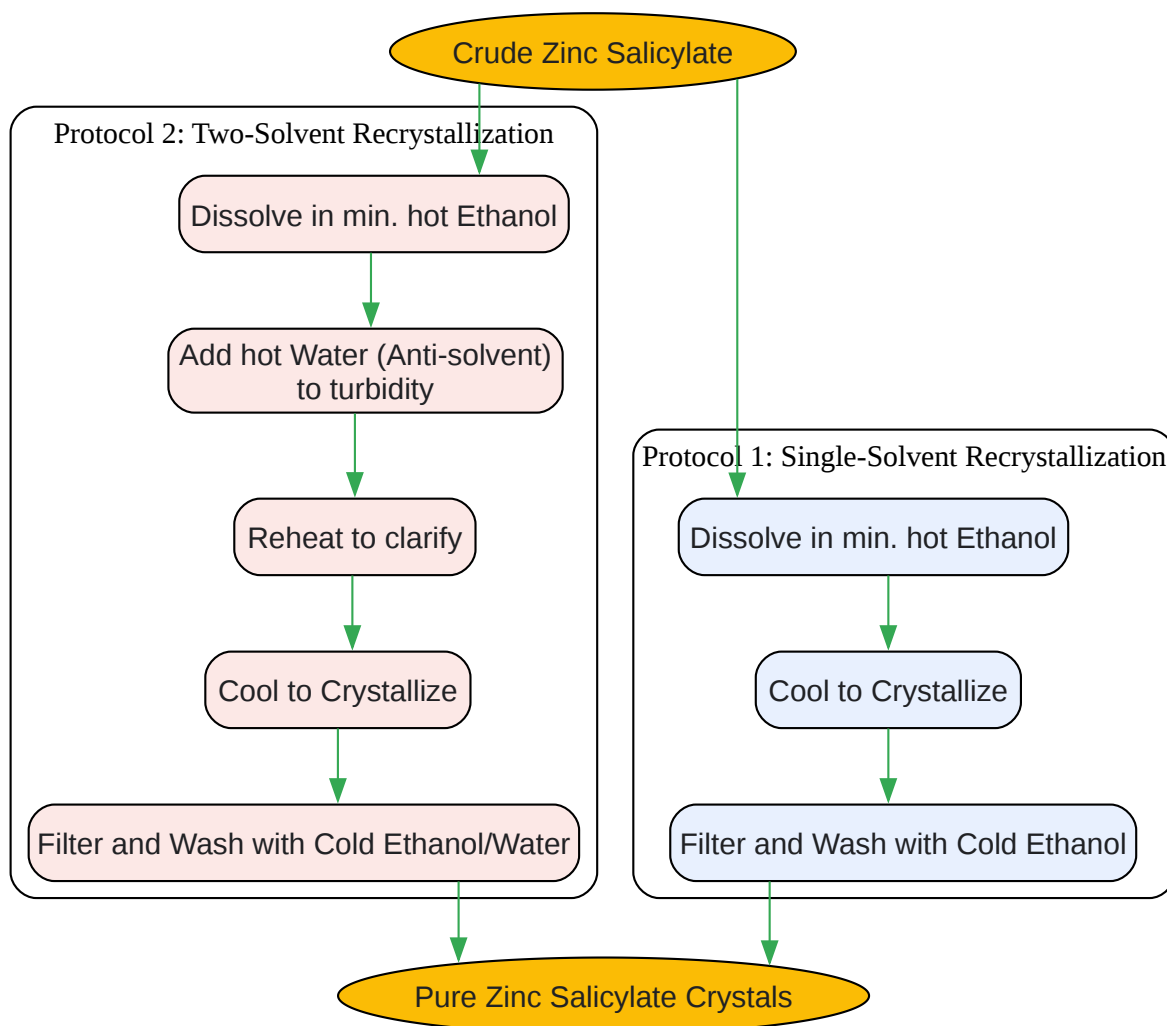 Crude Zinc Salicylate
Protocol 2: Two-Solvent Recrystallization
Dissolve in min. hot Ethanol
Add hot Water (Anti-solvent)
to turbidity
Reheat to clarify
Cool to Crystallize
Filter and Wash with Cold Ethanol/Water
Protocol 1: Single-Solvent Recrystallization
Dissolve in min. hot Ethanol
Cool to Crystallize
Filter and Wash with Cold Ethanol
Pure Zinc Salicylate Crystals